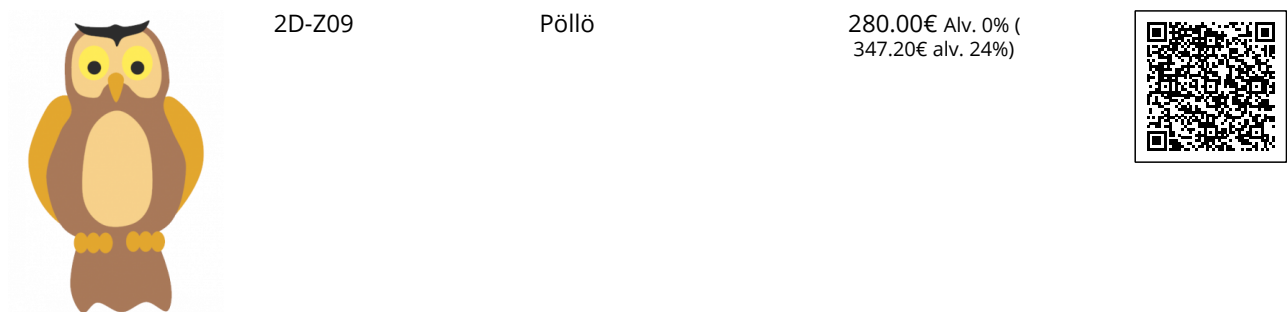 2D-Z09 Pöllö 280.00€ Alv. 0% (
347.20€ alv. 24%)